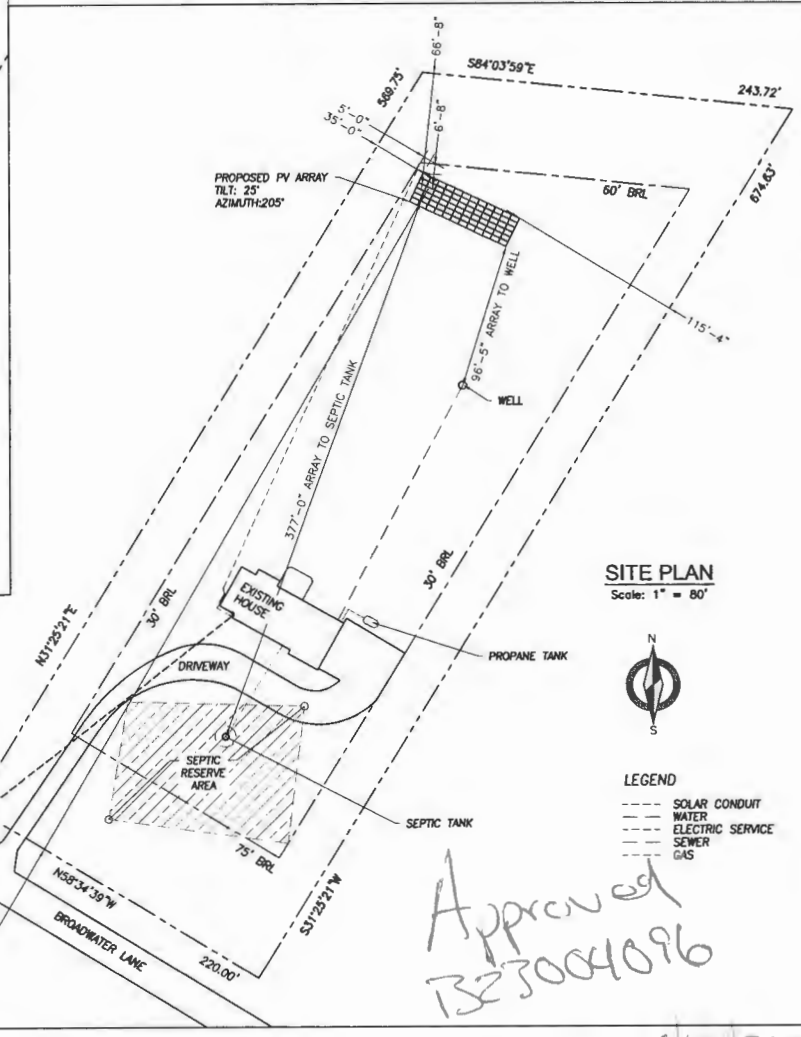 66'-8"
S84°03'59"E
243.72'
569.75'
5'-0"
35'-0"
6'-8"
PROPOSED PV ARRAY
TILT: 25°
AZIMUTH:205°
60' BRL
674.63'
115'-4"
96'-5" ARRAY TO WELL
WELL
377'-0" ARRAY TO SEPTIC TANK
30' BRL
30' BRL
SITE PLAN
Scale: 1" = 80'
N
S
EXISTING
HOUSE
N31°25'21"E
PROPANE TANK
DRIVEWAY
SEPTIC
RESERVE
AREA
SEPTIC TANK
75' BRL
LEGEND
SOLAR CONDUIT
WATER
ELECTRIC SERVICE
SEWER
GAS
N58°34'39"W
S31°25'21"W
BROADWATER LANE
220.00'
Approved
B23004096